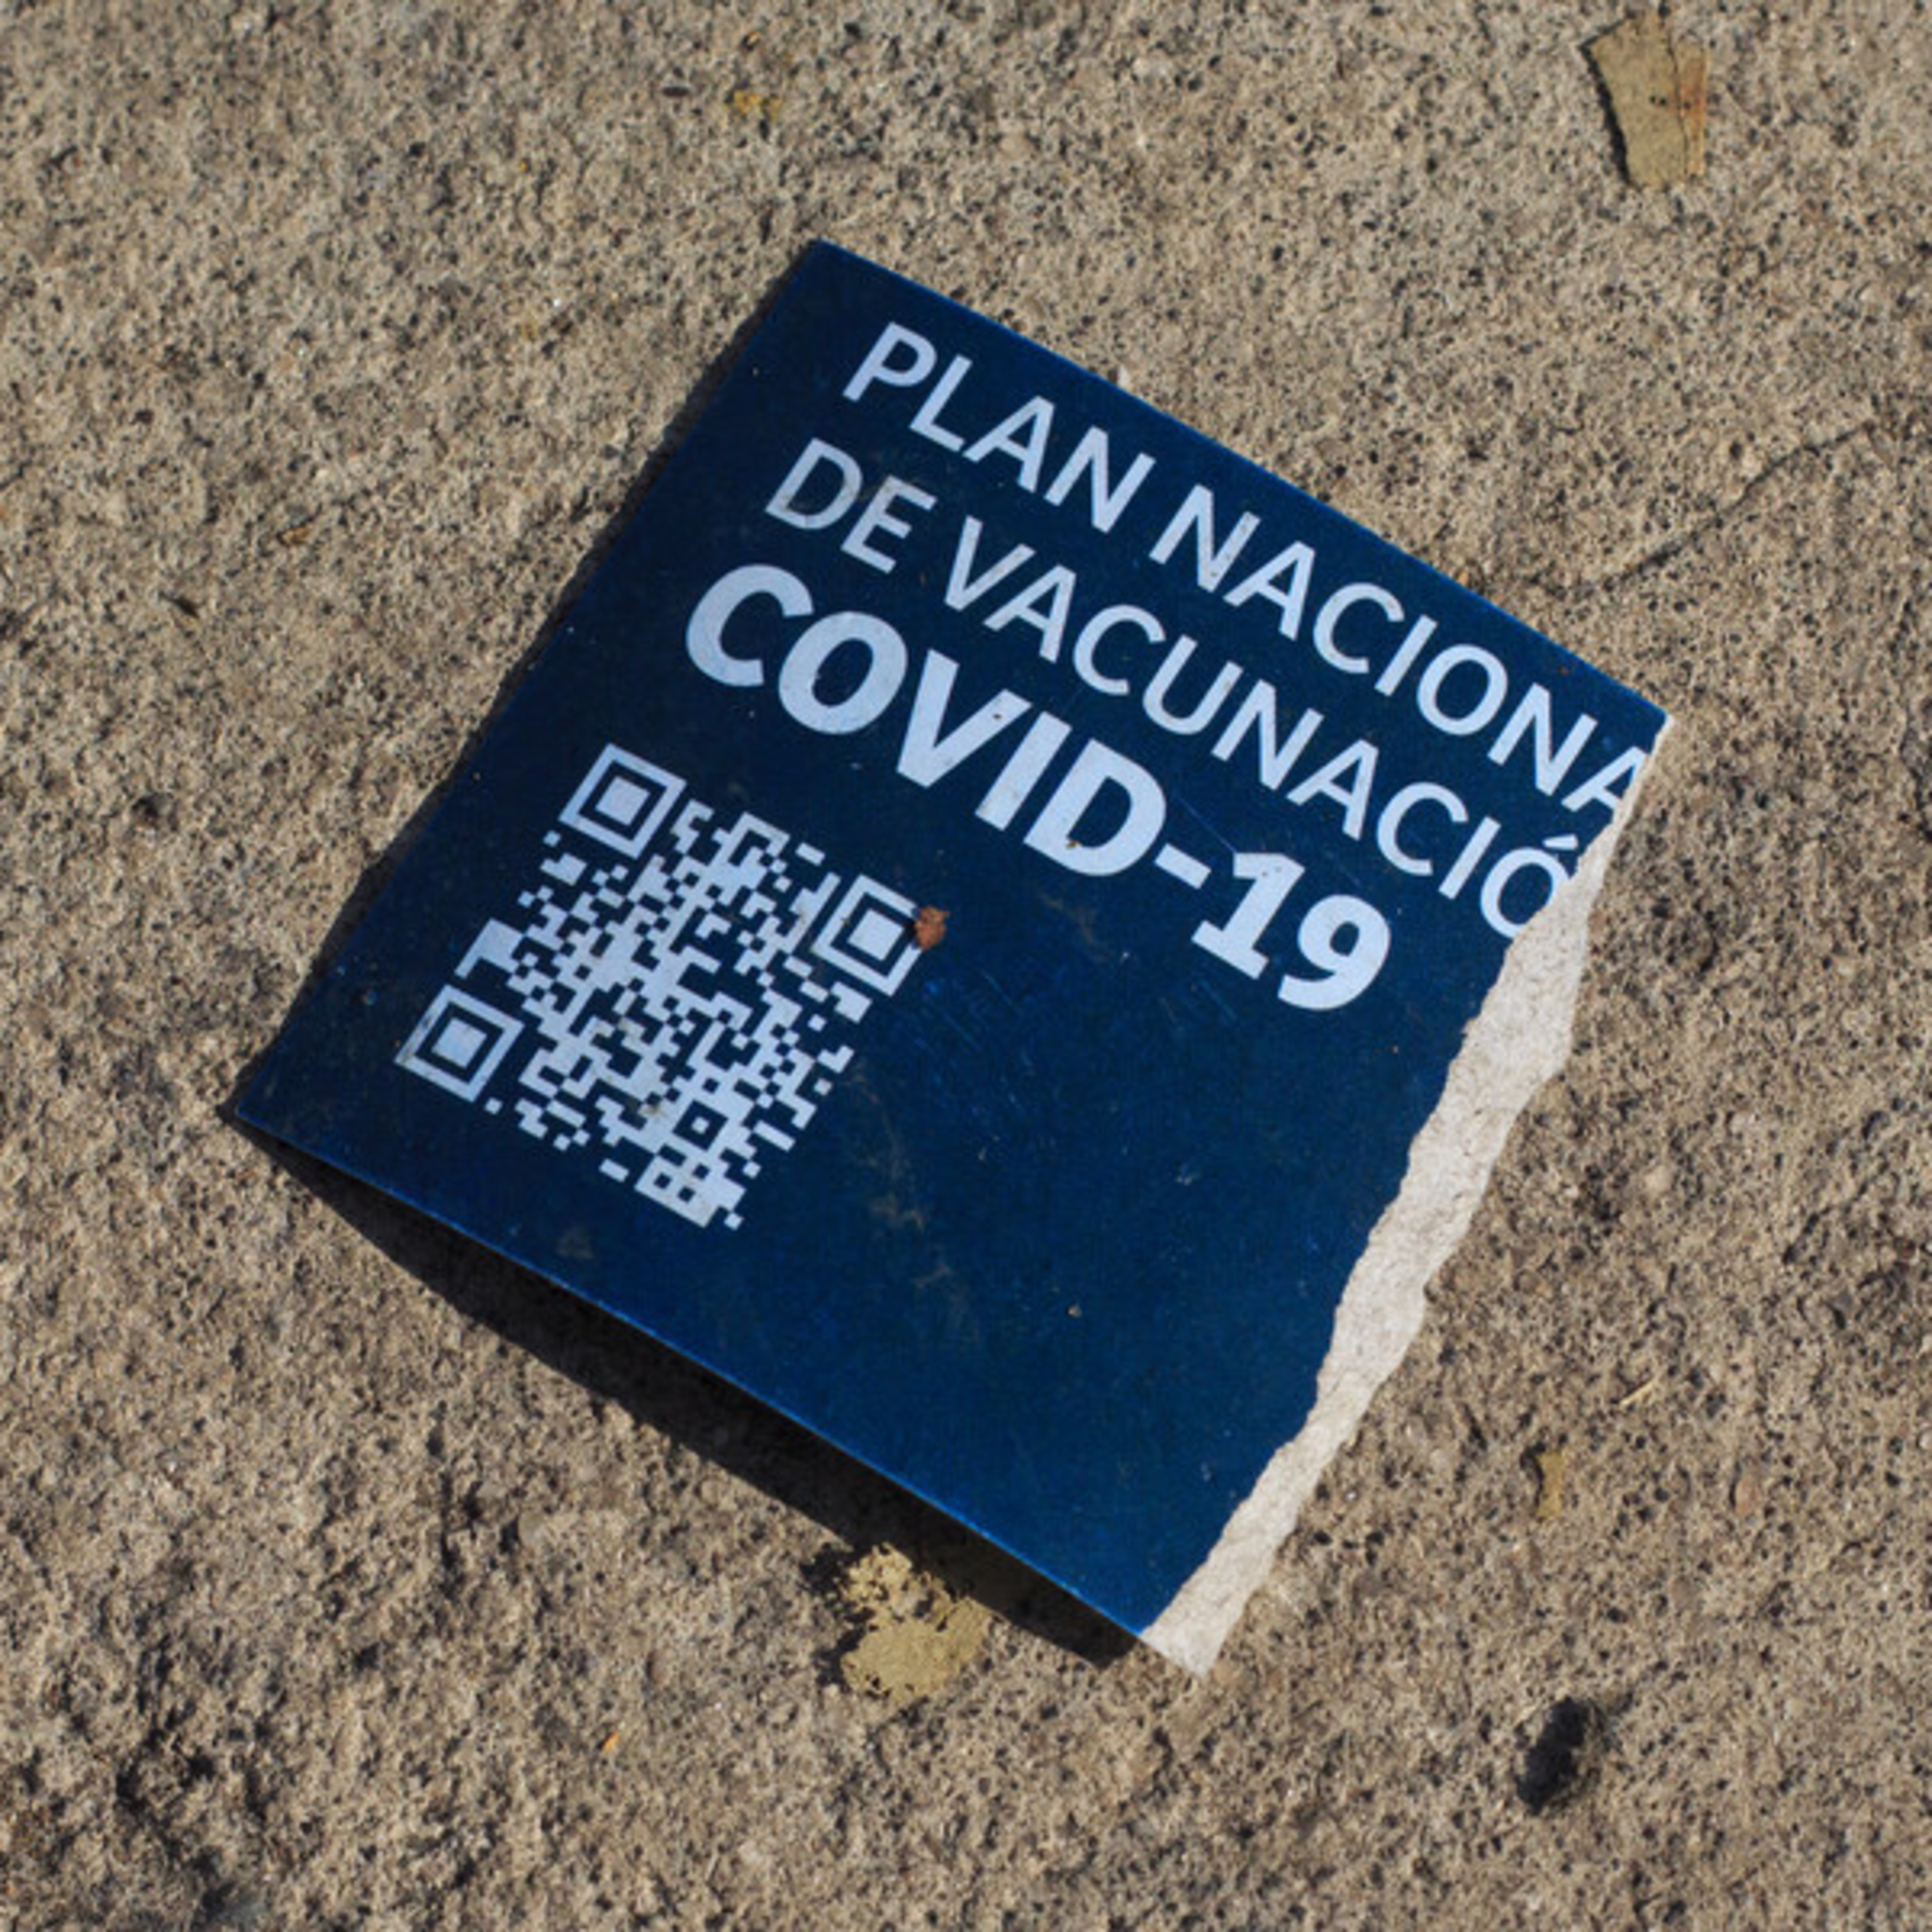 PLAN NACIONA
DE VACUNACIÓ
COVID-19